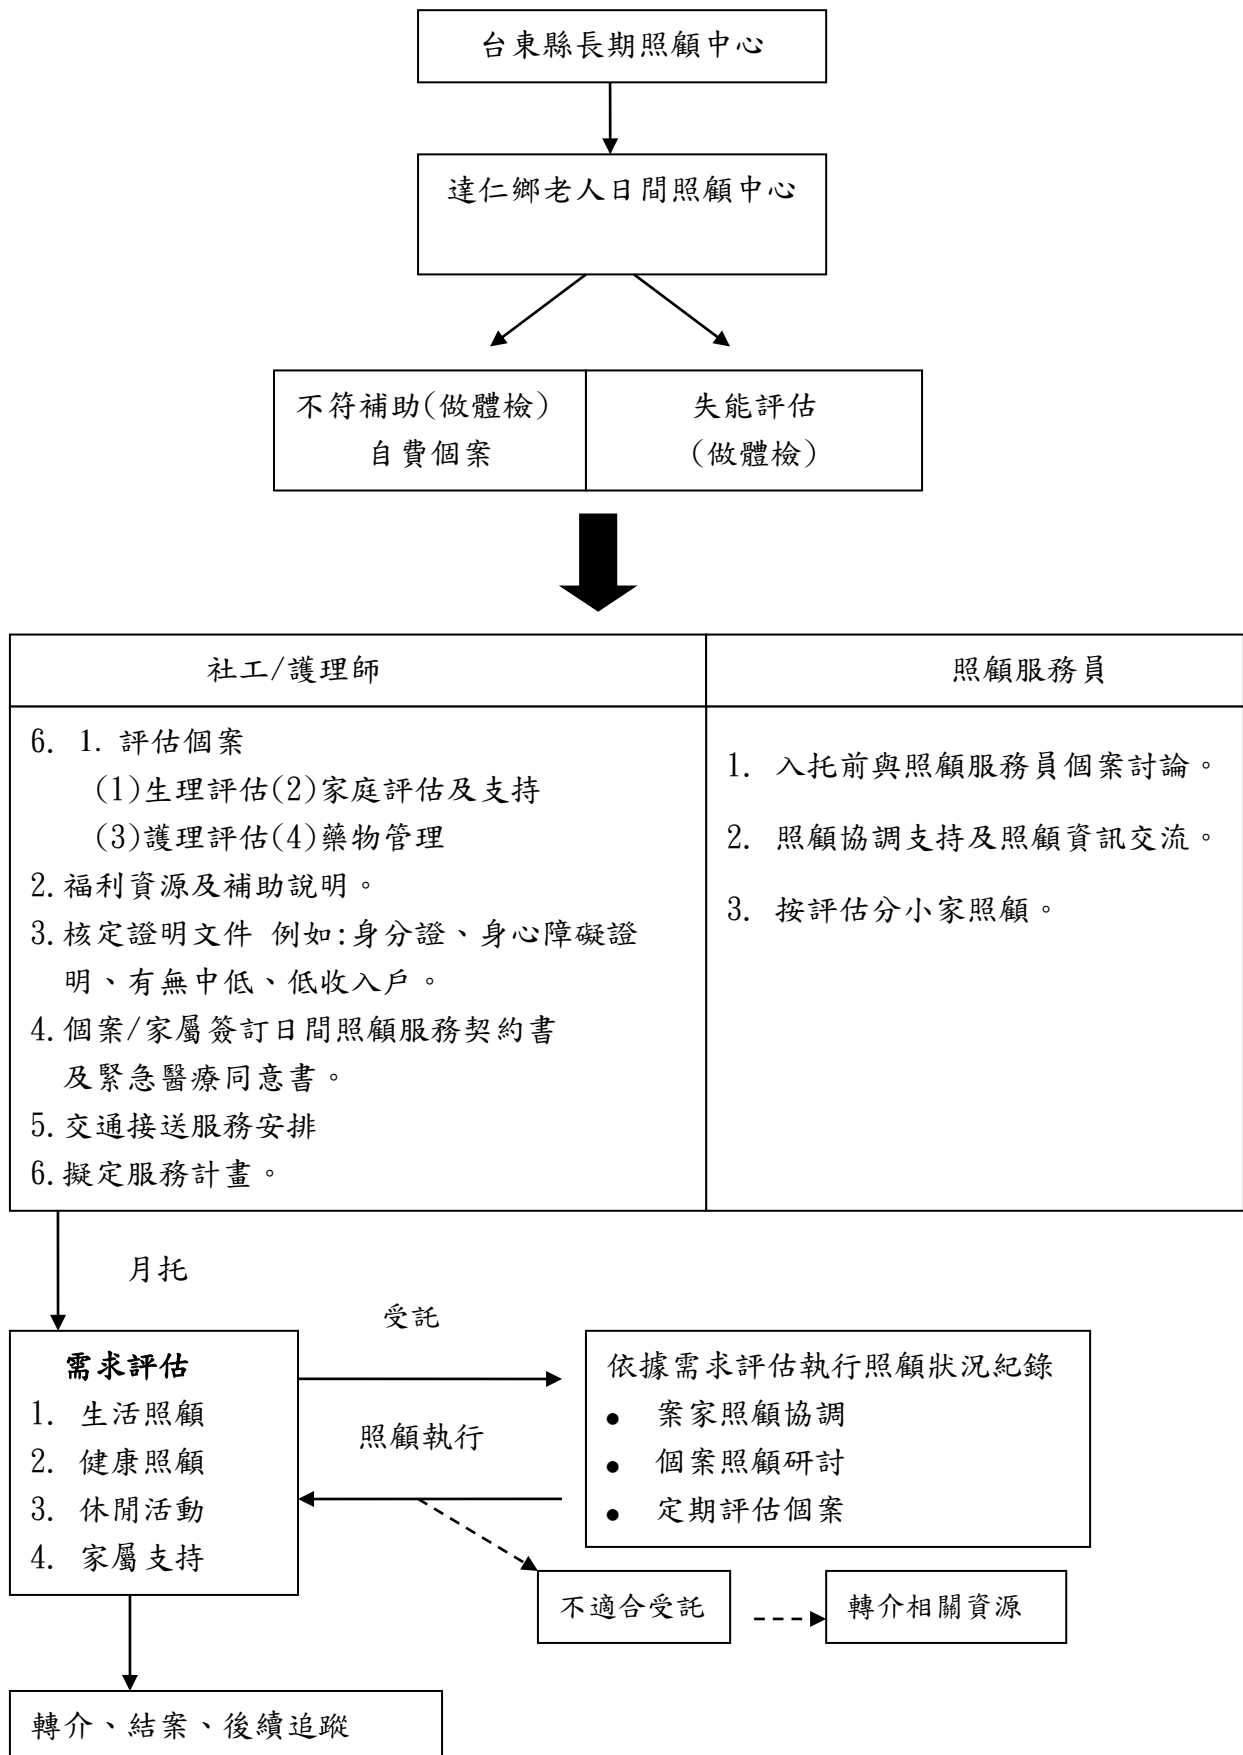 台東縣長期照顧中心
達仁鄉老人日間照顧中心
不符補助(做體檢)
自費個案
失能評估
(做體檢)
社工/護理師
照顧服務員
6. 1. 評估個案
(1)生理評估(2)家庭評估及支持
(3)護理評估(4)藥物管理
2.福利資源及補助說明。
3.核定證明文件 例如:身分證、身心障礙證
明、有無中低、低收入戶。
4.個案/家屬簽訂日間照顧服務契約書
及緊急醫療同意書。
5.交通接送服務安排
6.擬定服務計畫。
1. 入托前與照顧服務員個案討論。
2. 照顧協調支持及照顧資訊交流。
3. 按評估分小家照顧。
月托
受託
需求評估
1. 生活照顧
2. 健康照顧
3. 休閒活動
4. 家屬支持
照顧執行
依據需求評估執行照顧狀況紀錄
● 案家照顧協調
● 個案照顧研討
● 定期評估個案
不適合受託
轉介相關資源
轉介、結案、後續追蹤